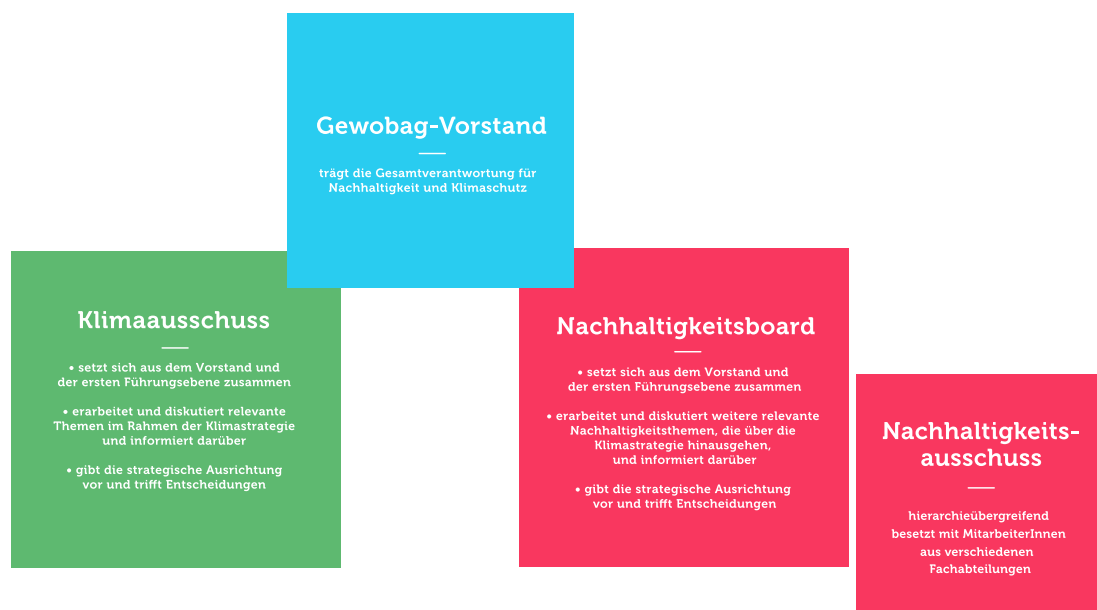 Gewobag-Vorstand
trägt die Gesamtverantwortung für
Nachhaltigkeit und Klimaschutz
Klimaausschuss
• setzt sich aus dem Vorstand und
der ersten Führungsebene zusammen
• erarbeitet und diskutiert relevante
Themen im Rahmen der Klimastrategie
und informiert darüber
• gibt die strategische Ausrichtung
vor und trifft Entscheidungen
Nachhaltigkeitsboard
• setzt sich aus dem Vorstand und
der ersten Führungsebene zusammen
• erarbeitet und diskutiert weitere relevante
Nachhaltigkeitsthemen, die über die
Klimastrategie hinausgehen,
und informiert darüber
• gibt die strategische Ausrichtung
vor und trifft Entscheidungen
Nachhaltigkeits-
ausschuss
hierarchieübergreifend
besetzt mit MitarbeiterInnen
aus verschiedenen
Fachabteilungen